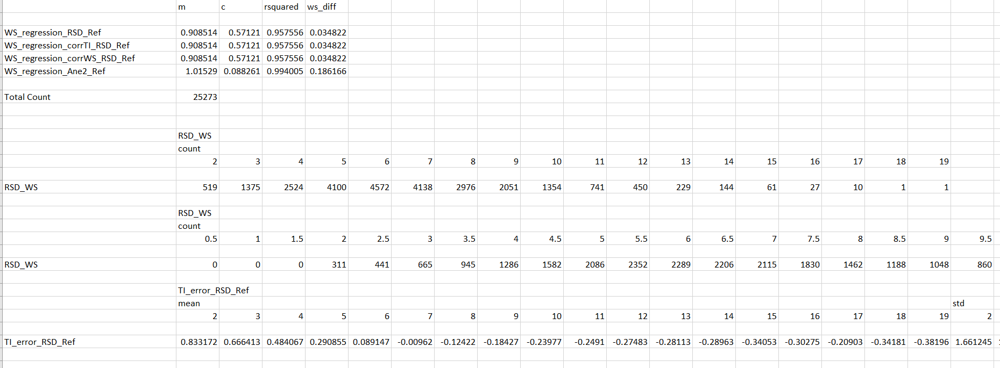 m c rsquared ws_diff
WS_regression_RSD_Ref 0.908514 0.57121 0.957556 0.034822
WS_regression_corrTI_RSD_Ref 0.908514 0.57121 0.957556 0.034822
WS_regression_corrWS_RSD_Ref 0.908514 0.57121 0.957556 0.034822
WS_regression_Ane2_Ref 1.01529 0.088261 0.994005 0.186166
Total Count 25273
RSD_WS
count
2 3 4 5 6 7 8 9 10 11 12 13 14 15 16 17 18 19
RSD_WS 519 1375 2524 4100 4572 4138 2976 2051 1354 741 450 229 144 61 27 10 1 1
RSD_WS
count
0.5 1 1.5 2 2.5 3 3.5 4 4.5 5 5.5 6 6.5 7 7.5 8 8.5 9 9.5
RSD_WS 0 0 0 311 441 665 945 1286 1582 2086 2352 2289 2206 2115 1830 1462 1188 1048 860
TI_error_RSD_Ref
mean std
2 3 4 5 6 7 8 9 10 11 12 13 14 15 16 17 18 19 2
TI_error_RSD_Ref 0.833172 0.666413 0.484067 0.290855 0.089147 -0.00962 -0.12422 -0.18427 -0.23977 -0.2491 -0.27483 -0.28113 -0.28963 -0.34053 -0.30275 -0.20903 -0.34181 -0.38196 1.661245